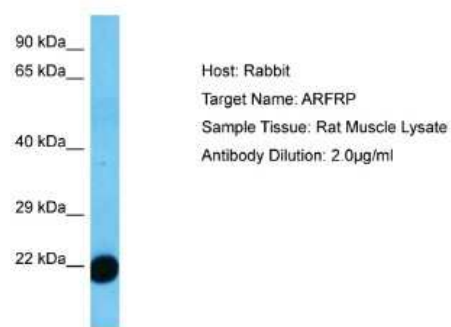 90 kDa
65 kDa
40 kDa
29 kDa
22 kDa
Host: Rabbit
Target Name: ARFRP
Sample Tissue: Rat Muscle Lysate
Antibody Dilution: 2.0µg/ml